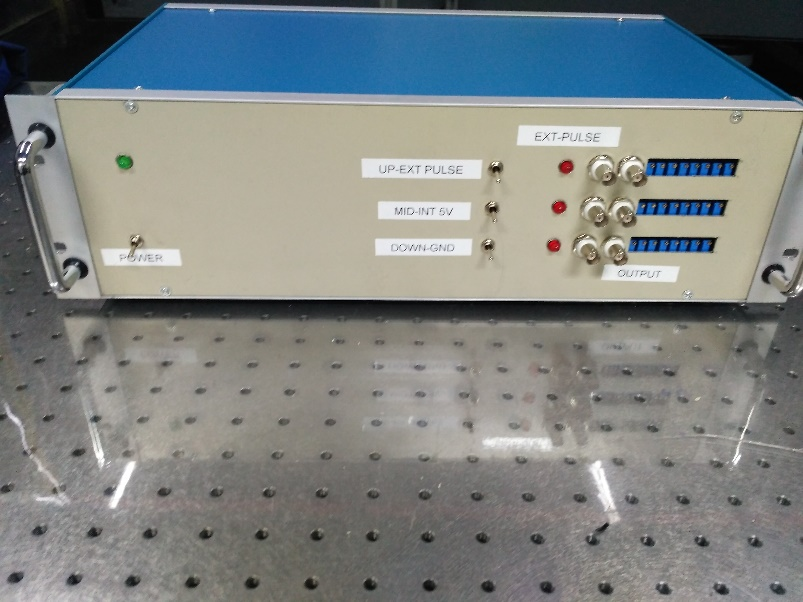 EXT-PULSE
UP-EXT PULSE
MID-INT 5V
DOWN-GND
POWER
OUTPUT